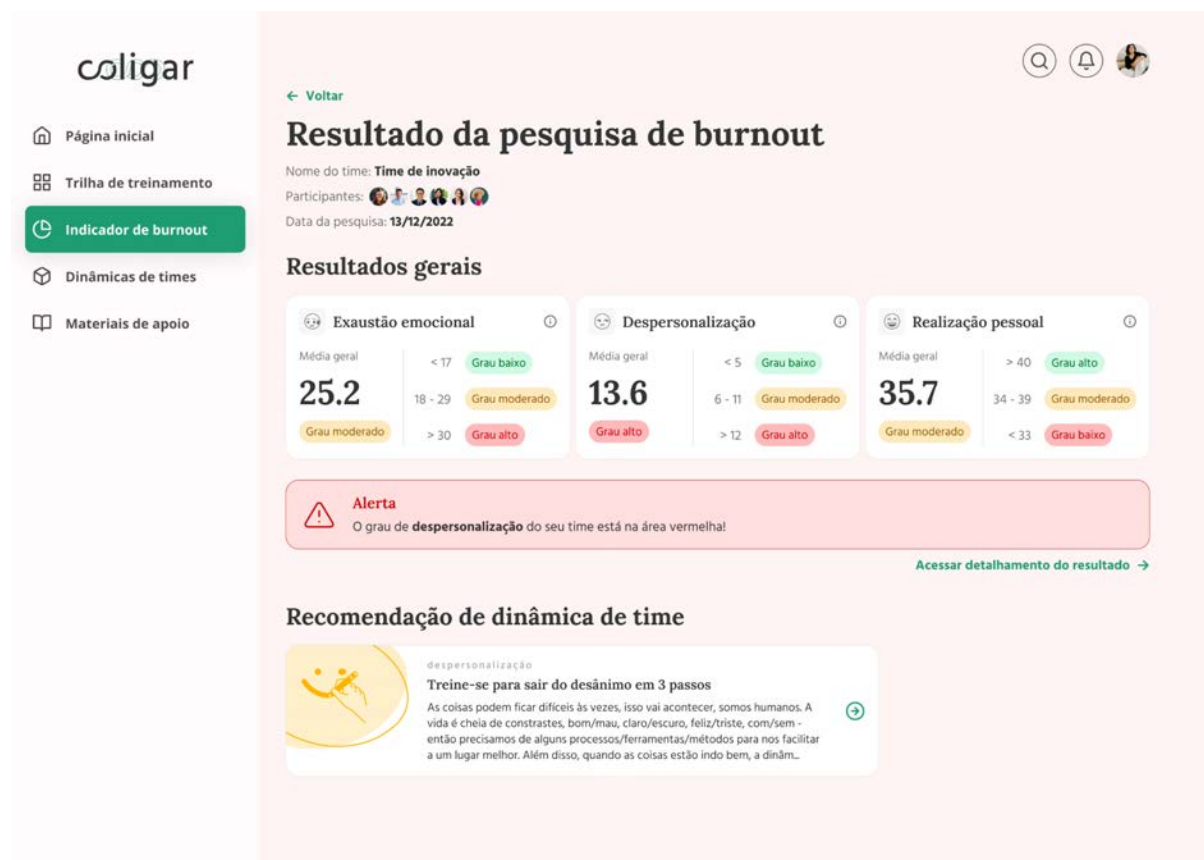 coligar
Página inicial
Trilha de treinamento
Indicador de burnout
Dinâmicas de times
Materiais de apoio
← Voltar
Resultado da pesquisa de burnout
Nome do time: Time de inovação
Participantes:
Data da pesquisa: 13/12/2022
Resultados gerais
Exaustão emocional
Média geral
25.2
Grau moderado
< 17 Grau baixo
18 - 29 Grau moderado
> 30 Grau alto
Despersonalização
Média geral
13.6
Grau alto
< 5 Grau baixo
6 - 11 Grau moderado
> 12 Grau alto
Realização pessoal
Média geral
35.7
Grau moderado
> 40 Grau alto
34 - 39 Grau moderado
< 33 Grau baixo
Alerta
O grau de despersonalização do seu time está na área vermelha!
Acessar detalhamento do resultado →
Recomendação de dinâmica de time
despersonalização
Treine-se para sair do desânimo em 3 passos
As coisas podem ficar difíceis às vezes, isso vai acontecer, somos humanos. A
vida é cheia de constrastes, bom/mau, claro/escuro, feliz/triste, com/sem -
então precisamos de alguns processos/ferramentas/métodos para nos facilitar
a um lugar melhor. Além disso, quando as coisas estão indo bem, a dinâm...